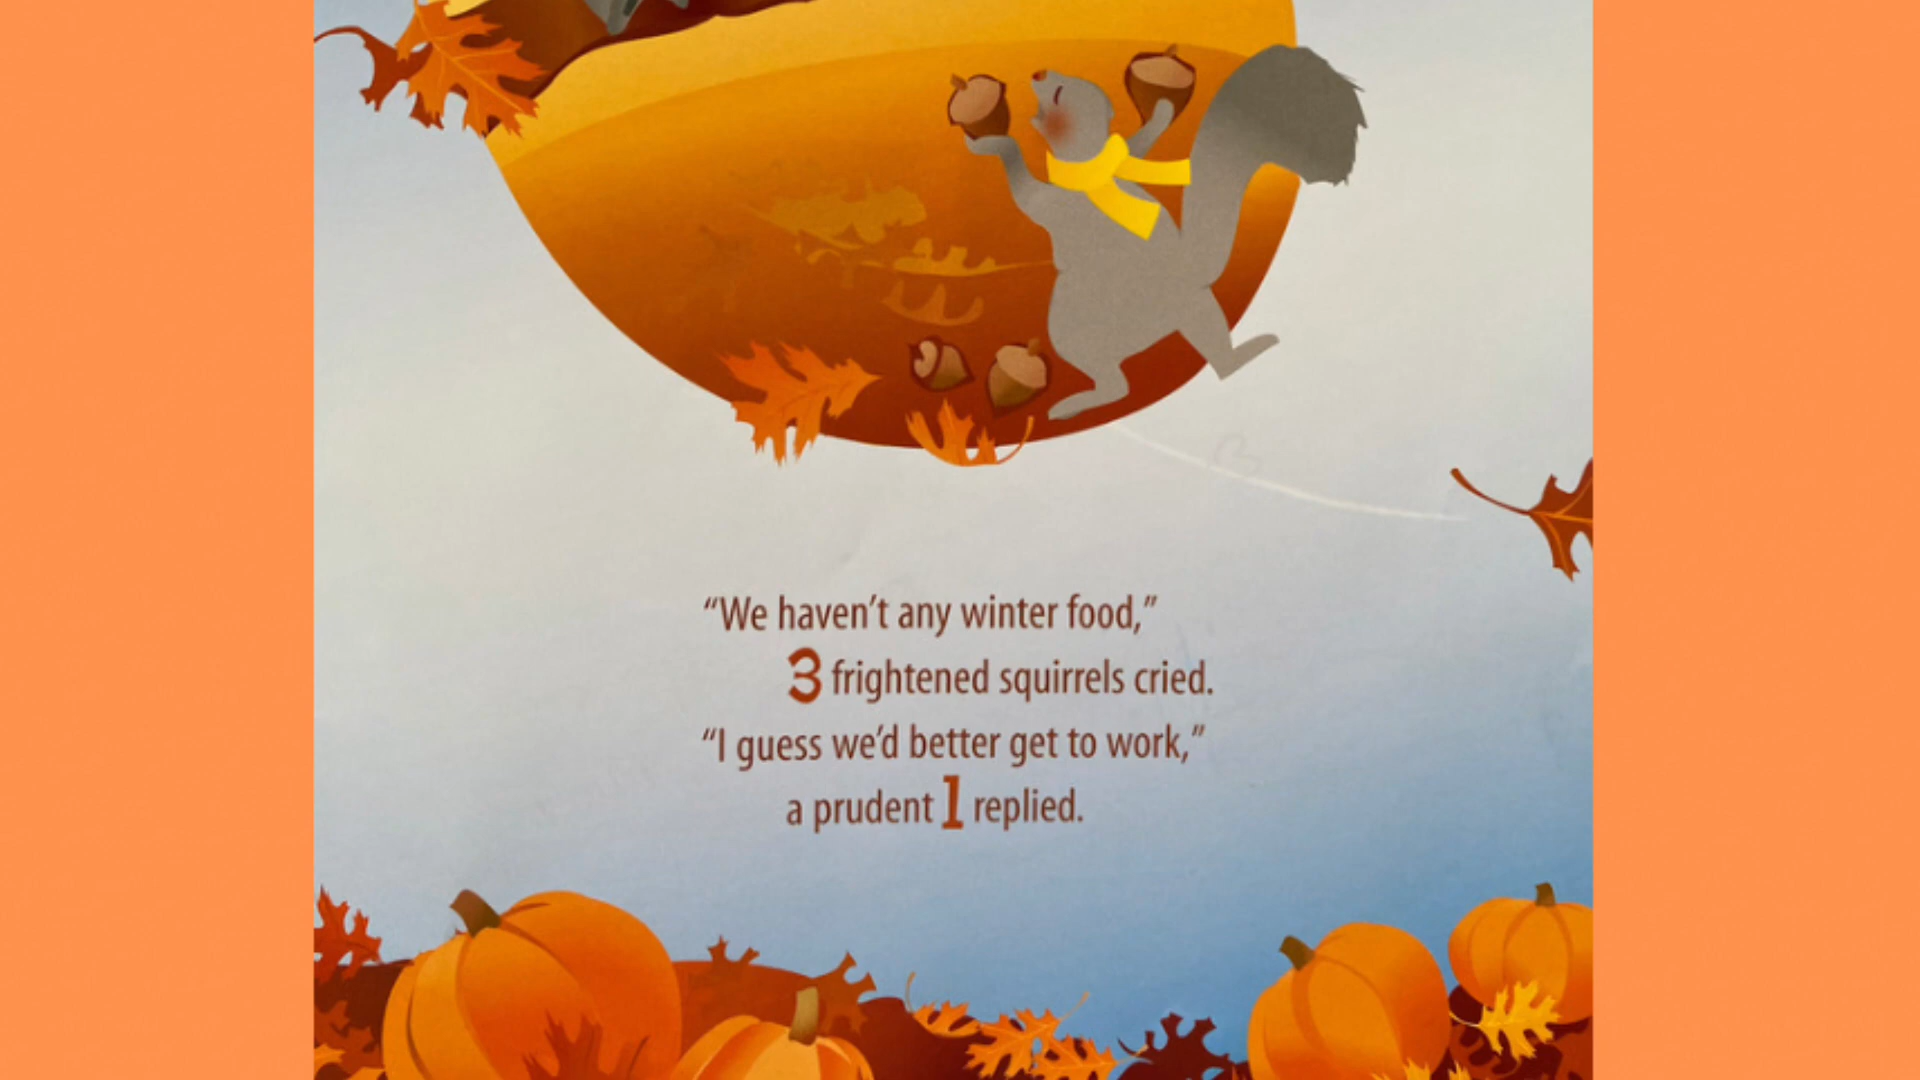 “We haven’t any winter food,”
3 frightened squirrels cried.
“I guess we’d better get to work,”
a prudent 1 replied.